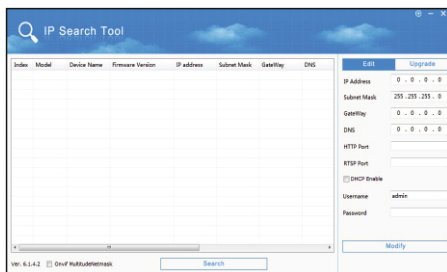 IP Search Tool
Index Model Device Name Firmware Version IP address Subnet Mask GateWay DNS
Edit Upgrade
IP Address 0 . 0 . 0 . 0
Subnet Mask 255 . 255 . 255 . 0
GateWay 0 . 0 . 0 . 0
DNS 0 . 0 . 0 . 0
HTTP Port
RTSP Port
DHCP Enable
Username admin
Password
Modify
Ver. 6.1.4.2 Onvif MultitudeNetmask Search